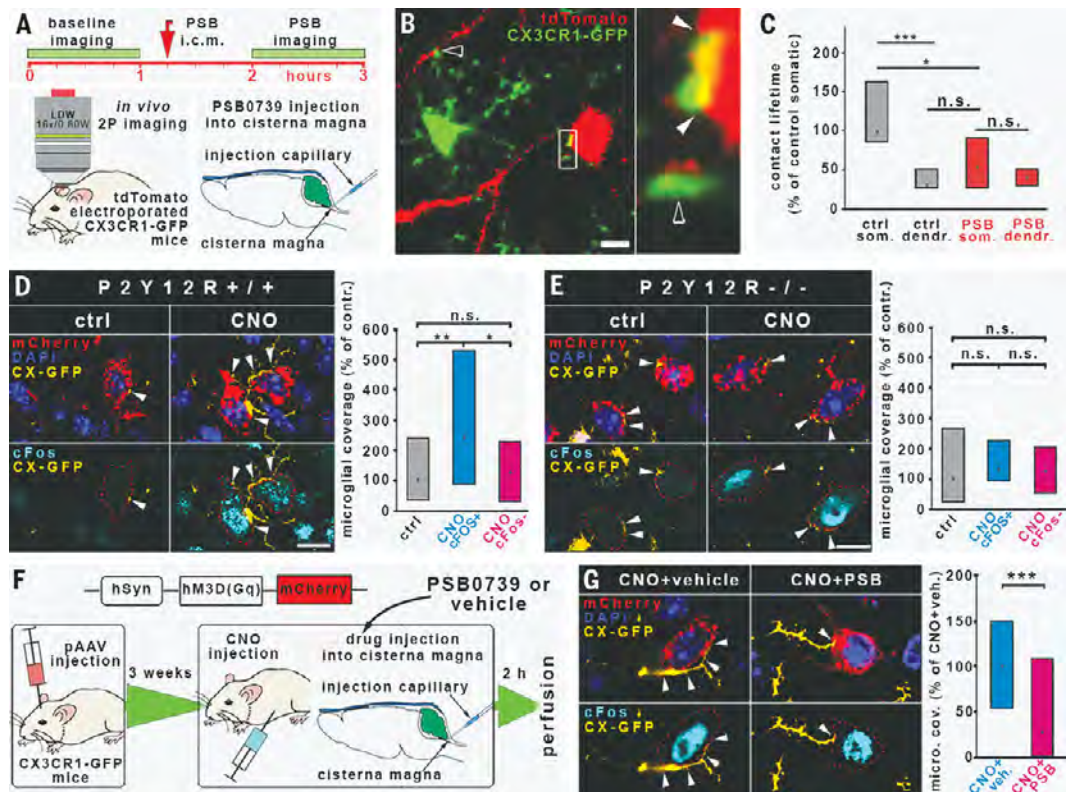 A
baseline
imaging
PSB
i.c.m.
PSB
imaging
0
1
2
hours
3
LDW
16x/0.80W
in vivo
2P imaging
PSB0739 injection
into cisterna magna
injection capillary
tdTomato
electroporated
CX3CR1-GFP
mice
cisterna magna
B
tdTomato
CX3CR1-GFP
C
contact lifetime
(% of control somatic)
200
150
100
50
0
***
*
n.s.
n.s.
ctrl
som.
ctrl
dendr.
PSB
som.
PSB
dendr.
D
P2Y12R+/+
ctrl
CNO
mCherry
DAPI
CX-GFP
cFos
CX-GFP
microglial coverage (% of contr.)
600
500
400
300
200
100
0
n.s.
**
*
ctrl
CNO
cFOS+
CNO
cFos-
E
P2Y12R-/-
ctrl
CNO
mCherry
DAPI
CX-GFP
cFos
CX-GFP
microglial coverage (% of contr.)
600
500
400
300
200
100
0
n.s.
n.s.
n.s.
ctrl
CNO
cFOS+
CNO
cFos-
F
hSyn
hM3D(Gq)
mCherry
PSB0739 or
vehicle
pAAV
injection
3 weeks
CX3CR1-GFP
mice
CNO
injection
drug injection
into cisterna magna
injection capillary
cisterna magna
2 h
perfusion
G
CNO+vehicle
CNO+PSB
mCherry
DAPI
CX-GFP
cFos
CX-GFP
micro. cov. (% of CNO+veh.)
200
150
100
50
0
***
CNO+
veh.
CNO+
PSB